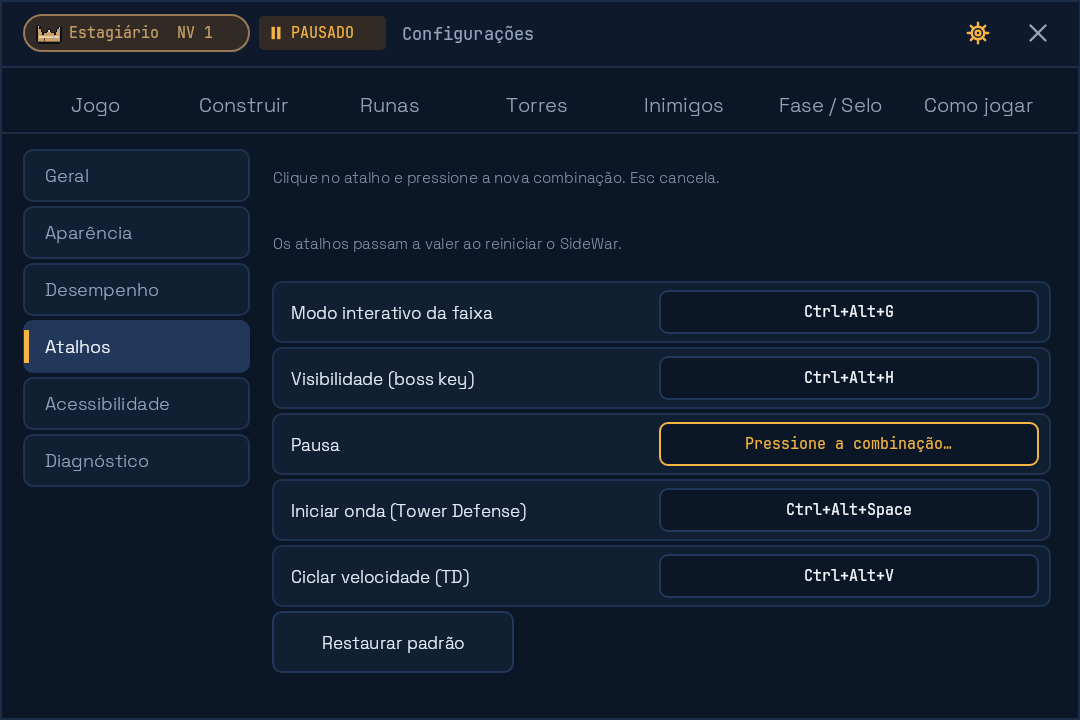 Estagiário NV 1
PAUSADO
Configurações
Jogo
Construir
Runas
Torres
Inimigos
Fase / Selo
Como jogar
Geral
Aparência
Desempenho
Atalhos
Acessibilidade
Diagnóstico
Clique no atalho e pressione a nova combinação. Esc cancela.
Os atalhos passam a valer ao reiniciar o SideWar.
Modo interativo da faixa
Ctrl+Alt+G
Visibilidade (boss key)
Ctrl+Alt+H
Pausa
Pressione a combinação…
Iniciar onda (Tower Defense)
Ctrl+Alt+Space
Ciclar velocidade (TD)
Ctrl+Alt+V
Restaurar padrão